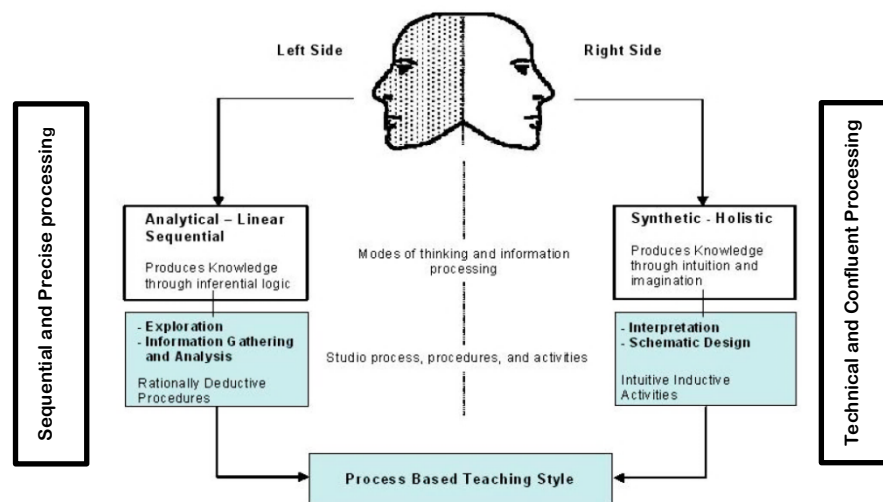 Left Side
Right Side
Sequential and Precise processing
Technical and Confluent Processing
Analytical – Linear
Sequential
Produces Knowledge
through inferential logic
Modes of thinking and information
processing
Synthetic - Holistic
Produces Knowledge
through intuition and
imagination
- Exploration
- Information Gathering
and Analysis
Rationally Deductive
Procedures
Studio process, procedures, and activities
- Interpretation
- Schematic Design
Intuitive Inductive
Activities
Process Based Teaching Style